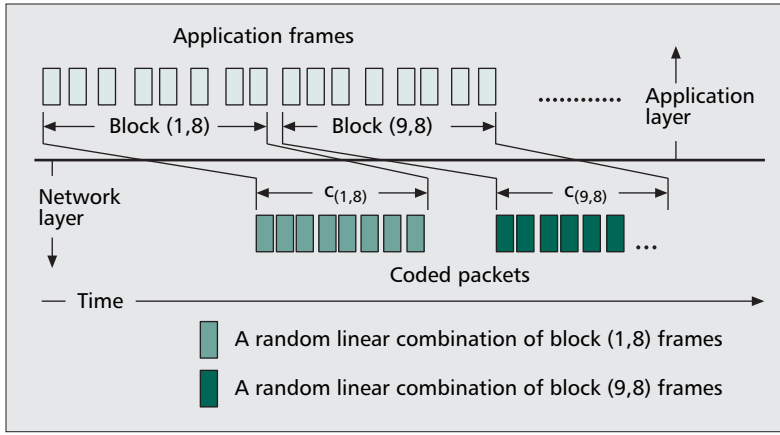 Application frames
............ Application layer
Block (1,8) Block (9,8)
Network layer
c(1,8) c(9,8)
...
Coded packets
Time
A random linear combination of block (1,8) frames
A random linear combination of block (9,8) frames